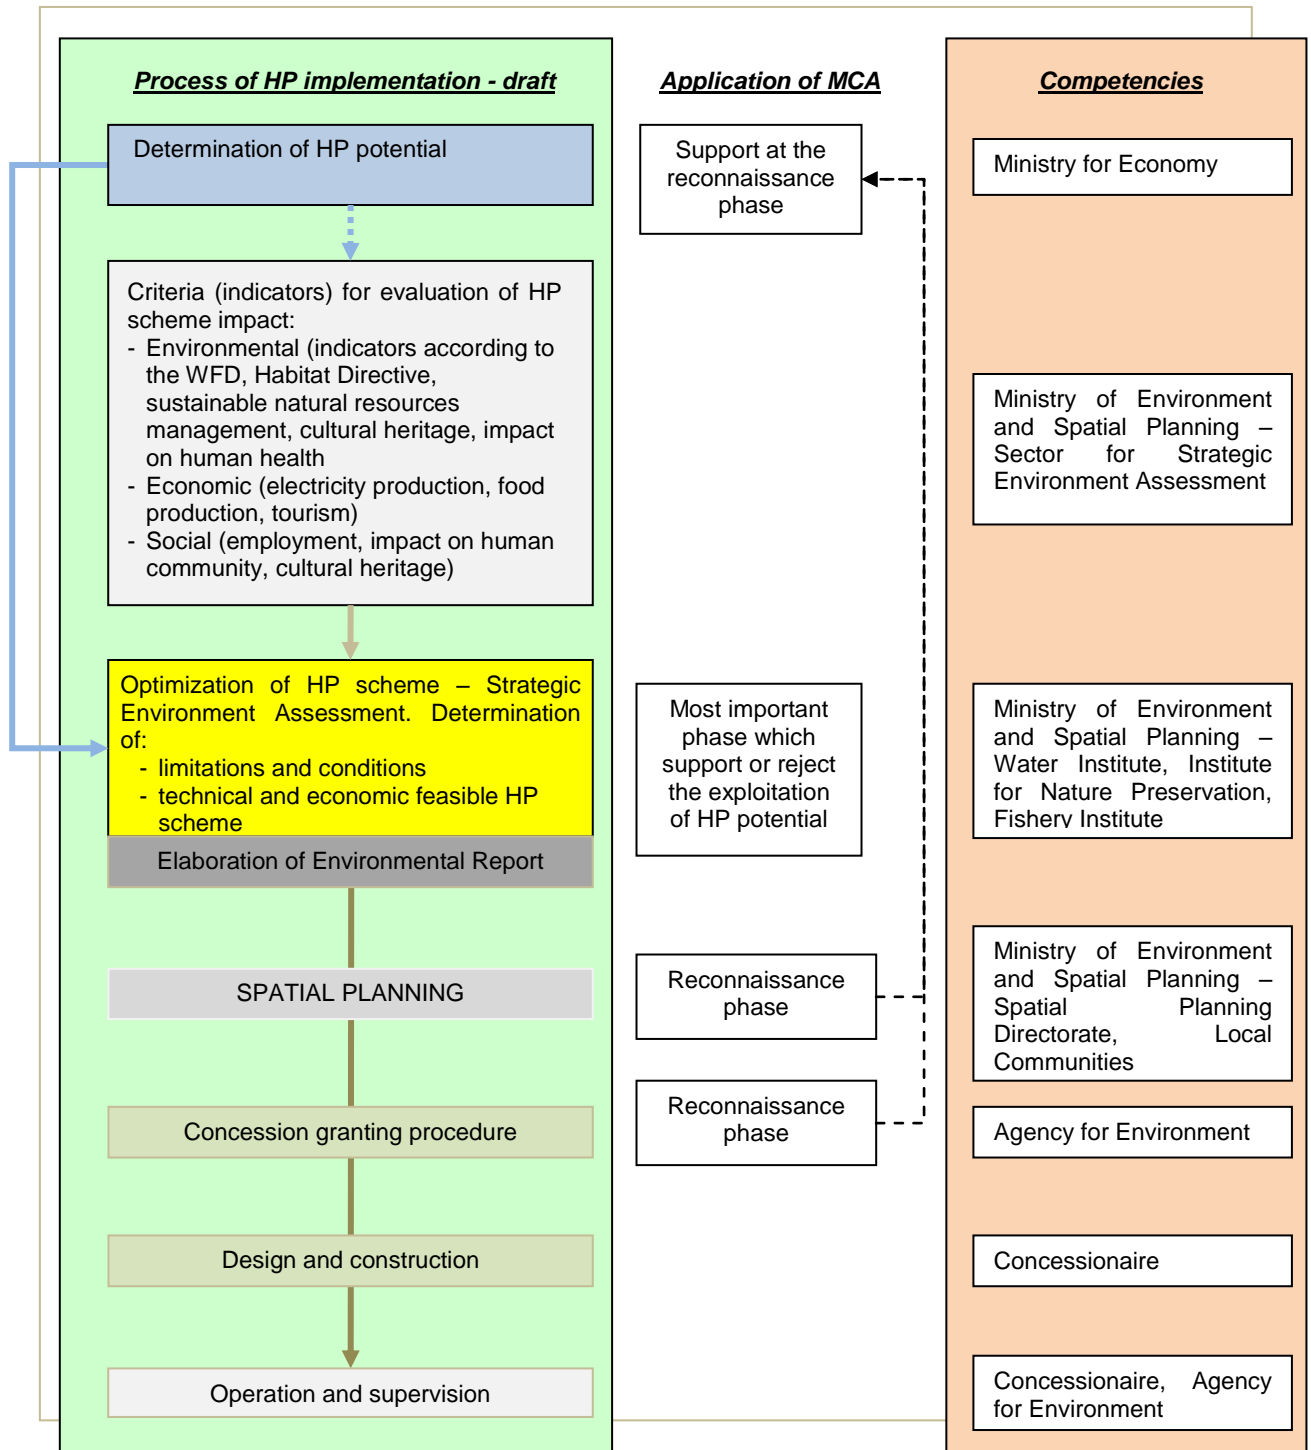 Process of HP implementation - draft
Determination of HP potential
Criteria (indicators) for evaluation of HP
scheme impact:
- Environmental (indicators according to
the WFD, Habitat Directive,
sustainable natural resources
management, cultural heritage, impact
on human health
- Economic (electricity production, food
production, tourism)
- Social (employment, impact on human
community, cultural heritage)
Optimization of HP scheme – Strategic
Environment Assessment. Determination
of:
- limitations and conditions
- technical and economic feasible HP
scheme
Elaboration of Environmental Report
SPATIAL PLANNING
Concession granting procedure
Design and construction
Operation and supervision
Application of MCA
Support at the
reconnaissance
phase
Most important
phase which
support or reject
the exploitation
of HP potential
Reconnaissance
phase
Reconnaissance
phase
Competencies
Ministry for Economy
Ministry of Environment
and Spatial Planning –
Sector for Strategic
Environment Assessment
Ministry of Environment
and Spatial Planning –
Water Institute, Institute
for Nature Preservation,
Fishery Institute
Ministry of Environment
and Spatial Planning –
Spatial Planning
Directorate, Local
Communities
Agency for Environment
Concessionaire
Concessionaire, Agency
for Environment